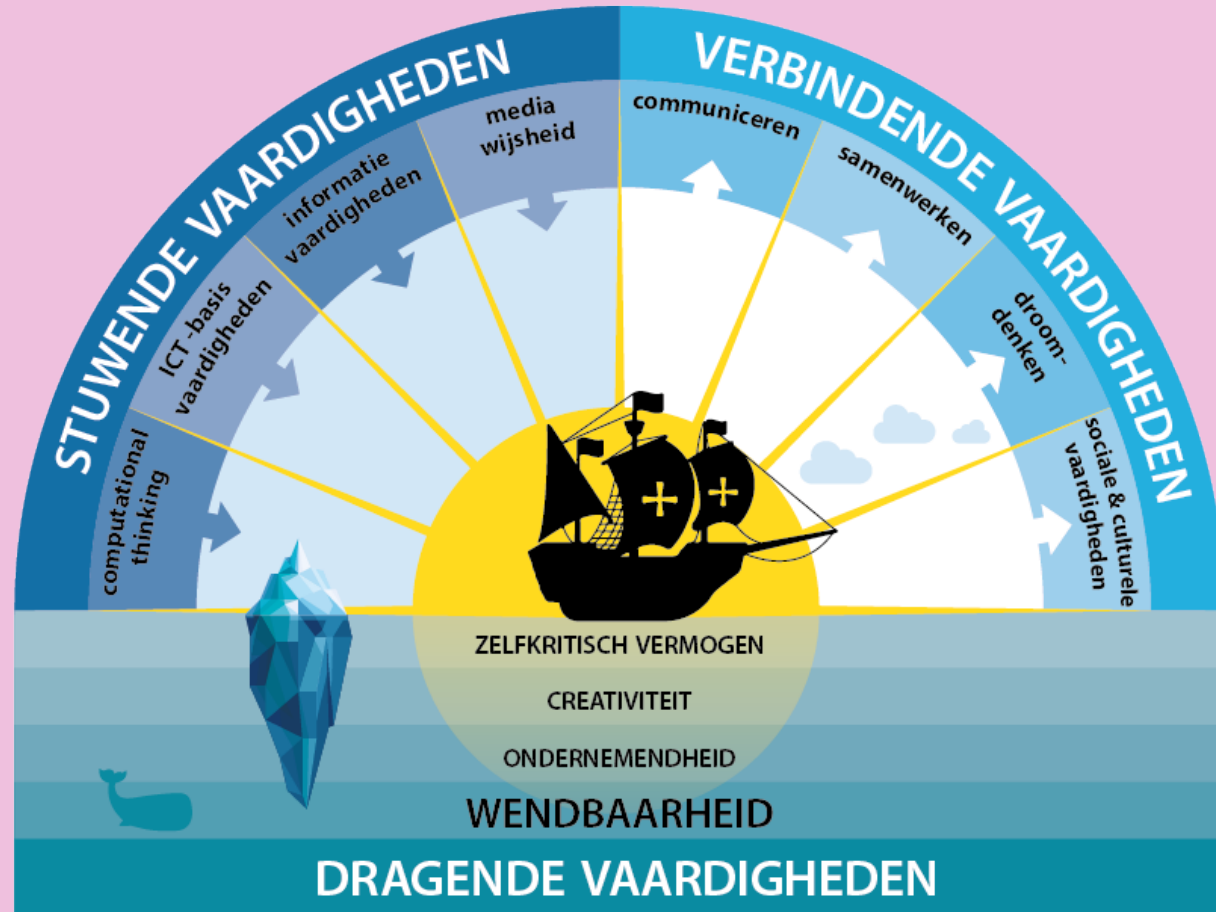 STUWENDE VAARDIGHEDEN
VERBINDENDE VAARDIGHEDEN
computational
thinking
ICT-basis
vaardigheden
informatie
vaardigheden
media
wijsheid
communiceren
samenwerken
droom-
denken
sociale & culturele
vaardigheden
ZELFKRITISCH VERMOGEN
CREATIVITEIT
ONDERNEMENDHEID
WENDBAARHEID
DRAGENDE VAARDIGHEDEN